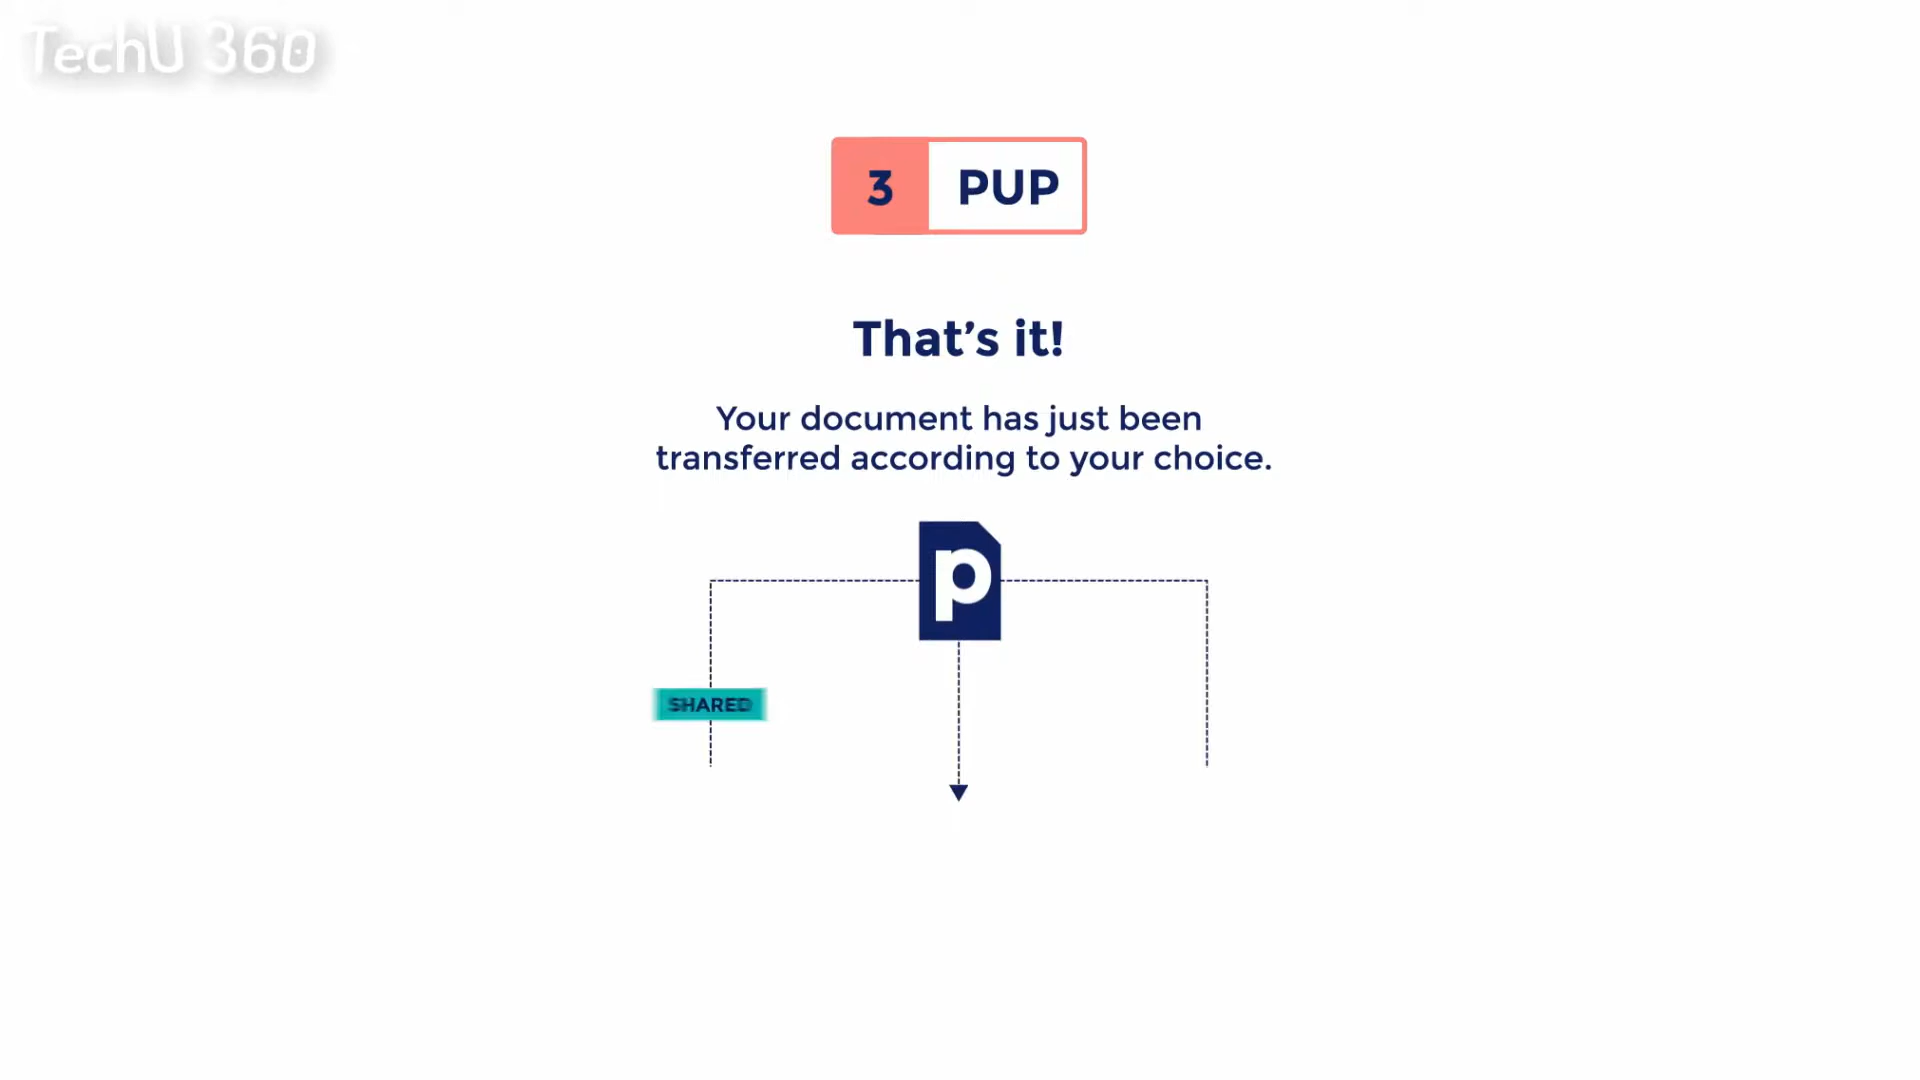 TechU 360
3 PUP
That's it!
Your document has just been
transferred according to your choice.
p
SHARED